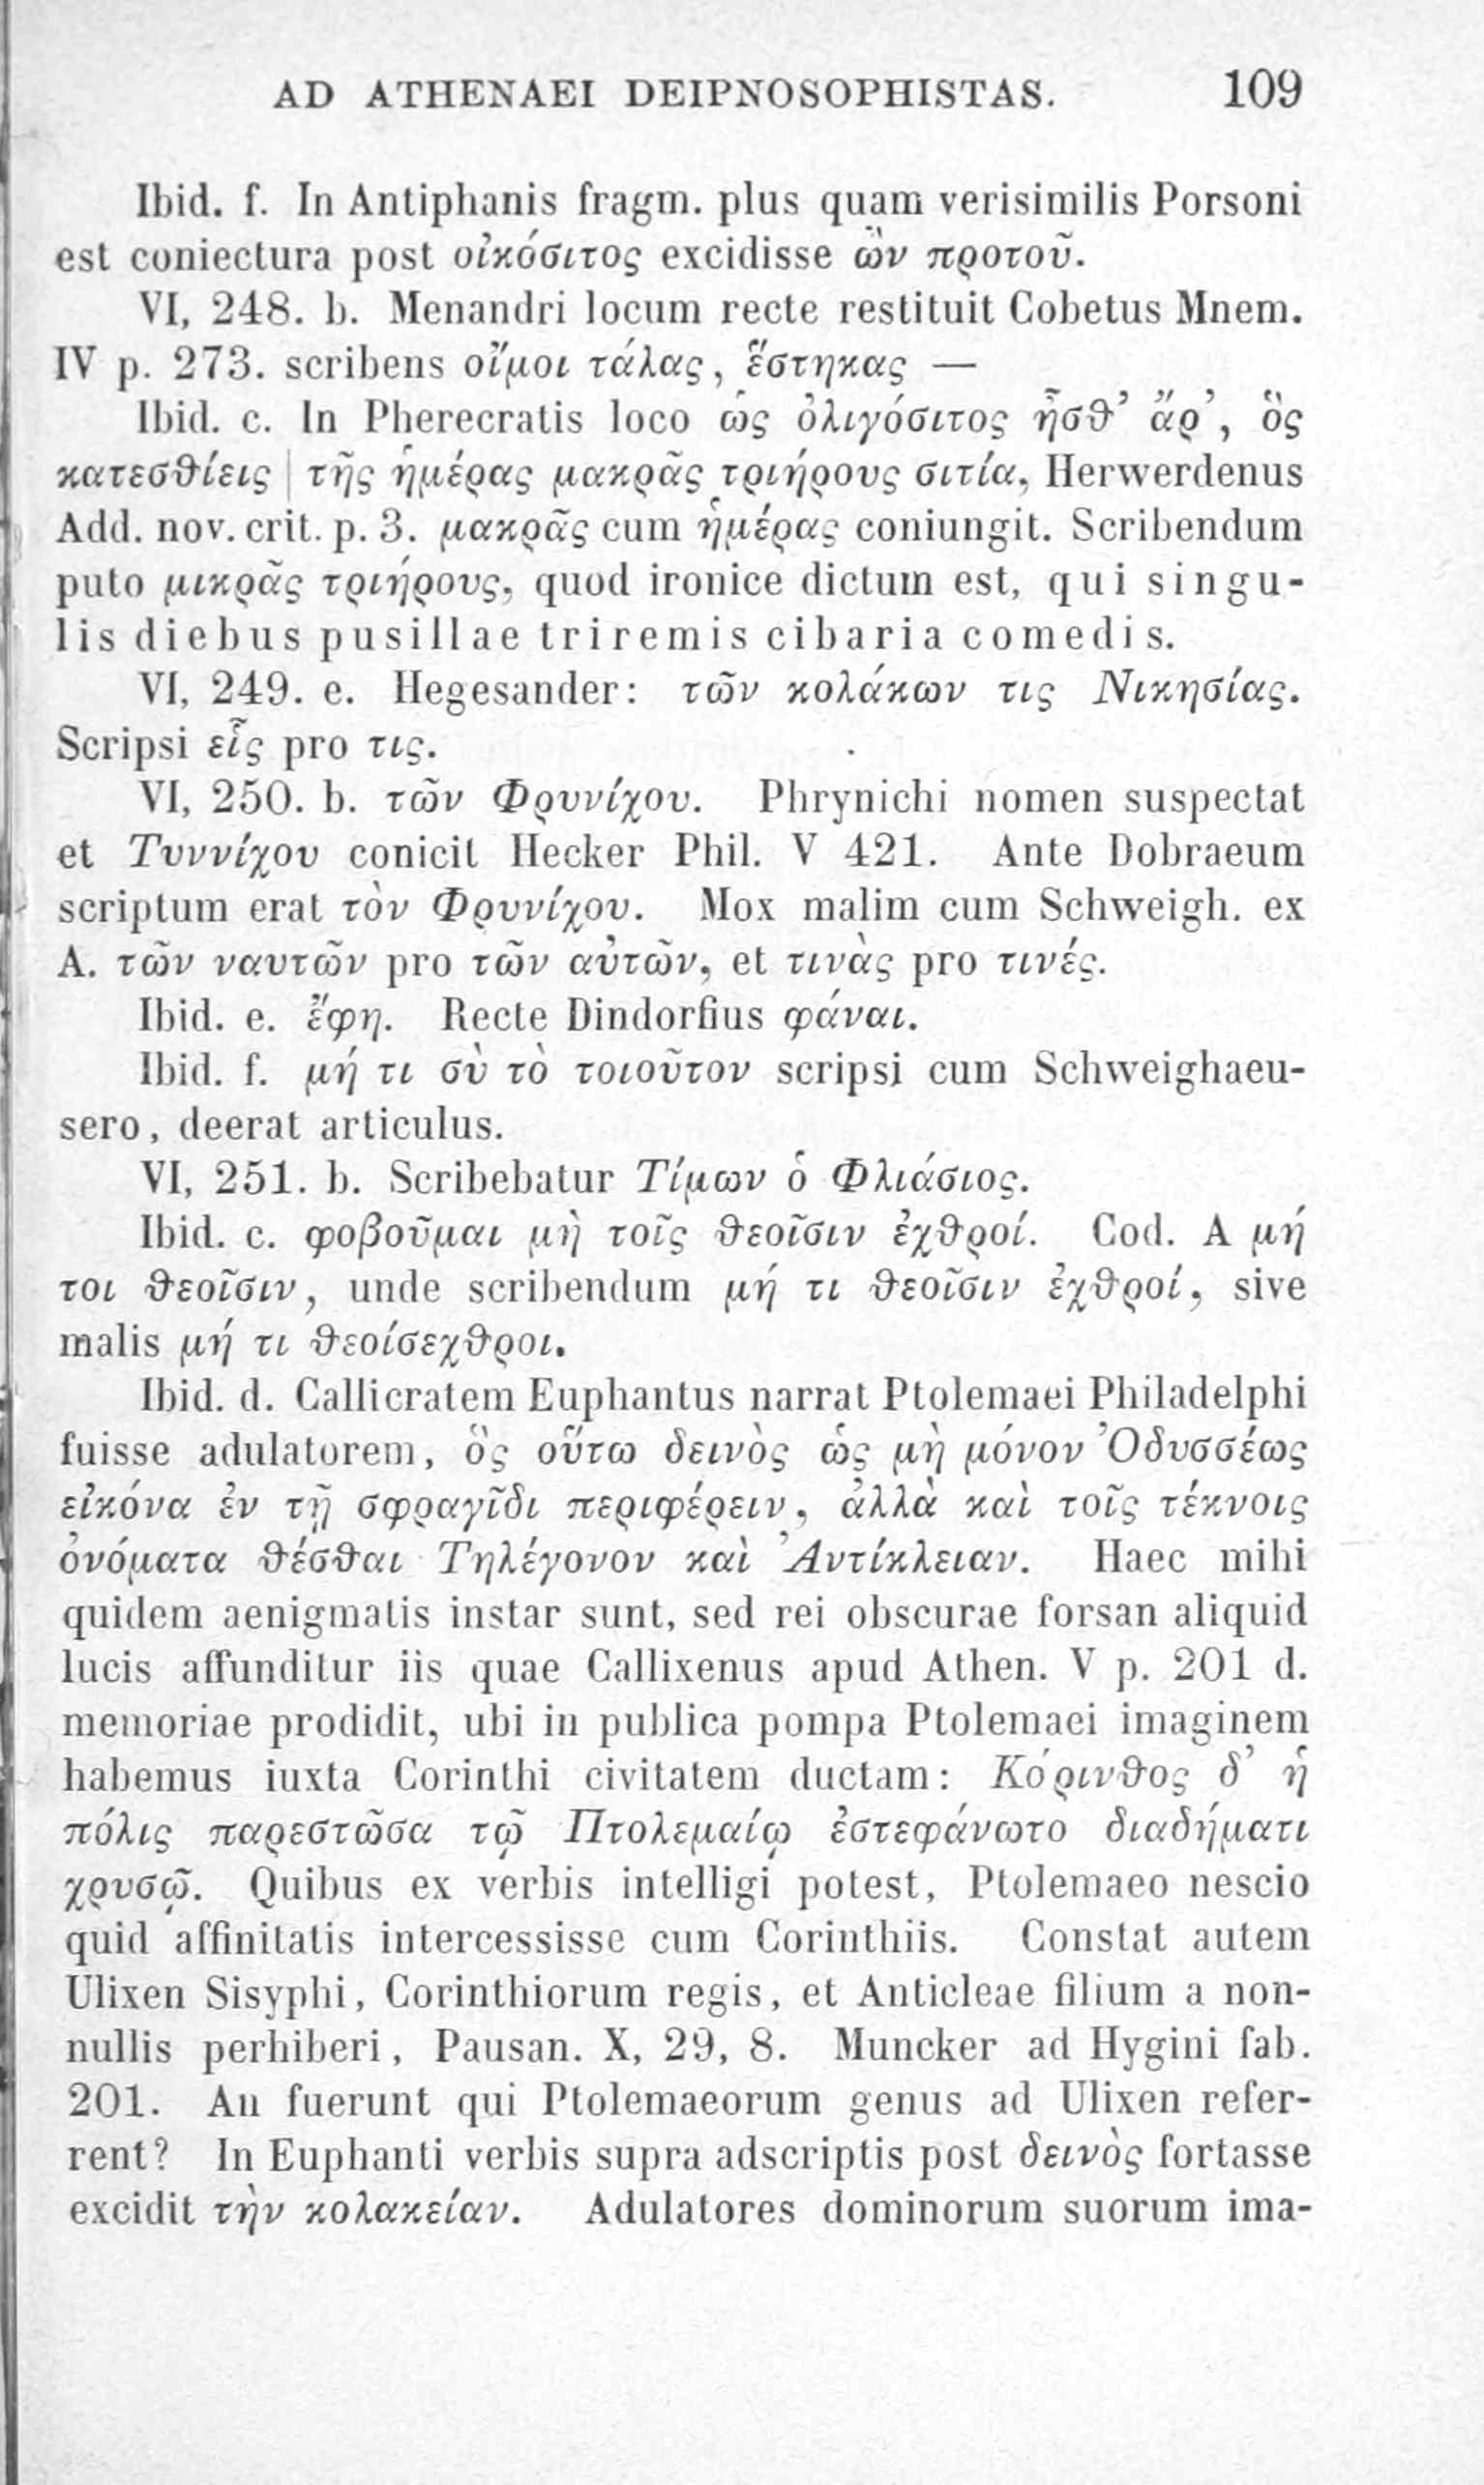 AD ATHENAEI DEIPNOSOPHISTAS. 109
Ibid. f. In Antiphanis fragm. plus quam verisimilis Porsoni
est coniectura post οἰκόσιτος excidisse ὢν προτοῦ.
VI, 248. b. Menandri locum recte restituit Cobetus Mnem.
IV p. 273. scribens οἴμοι τάλας, ἕστηκας —
Ibid. c. In Pherecratis loco ὡς ὀλιγόσιτος ἦσθ’ ἄρ’, ὃς
κατεσθίεις | τῆς ἡμέρας μακρᾶς τριήρους σιτία, Herwerdenus
Add. nov. crit. p. 3. μακρᾶς cum ἡμέρας coniungit. Scribendum
puto μικρᾶς τριήρους, quod ironice dictum est, qui singu-
lis diebus pusillae triremis cibaria comedis.
VI, 249. e. Hegesander: τῶν κολάκων τις Νικησίας.
Scripsi εἷς pro τις.
VI, 250. b. τῶν Φρυνίχου. Phrynichi nomen suspectat
et Τυννίχου conicit Hecker Phil. V 421. Ante Dobraeum
scriptum erat τὸν Φρυνίχου. Mox malim cum Schweigh. ex
A. τῶν ναυτῶν pro τῶν αὐτῶν, et τινὰς pro τινές.
Ibid. e. ἔφη. Recte Dindorfius φάναι.
Ibid. f. μή τι σὺ τὸ τοιοῦτον scripsi cum Schweighaeu-
sero, deerat articulus.
VI, 251. b. Scribebatur Τίμων ὁ Φλιάσιος.
Ibid. c. φοβοῦμαι μὴ τοῖς θεοῖσιν ἐχθροί. Cod. A μή
τοι θεοῖσιν, unde scribendum μή τι θεοῖσιν ἐχθροί, sive
malis μή τι θεοίσεχθροι.
Ibid. d. Callicratem Euphantus narrat Ptolemaei Philadelphi
fuisse adulatorem, ὃς οὕτω δεινὸς ὡς μὴ μόνον Ὀδυσσέως
εἰκόνα ἐν τῇ σφραγῖδι περιφέρειν, ἀλλὰ καὶ τοῖς τέκνοις
ὀνόματα θέσθαι Τηλέγονον καὶ Ἀντίκλειαν. Haec mihi
quidem aenigmatis instar sunt, sed rei obscurae forsan aliquid
lucis affunditur iis quae Callixenus apud Athen. V p. 201 d.
memoriae prodidit, ubi in publica pompa Ptolemaei imaginem
habemus iuxta Corinthi civitatem ductam: Κόρινθος δ’ ἡ
πόλις παρεστῶσα τῷ Πτολεμαίῳ ἐστεφάνωτο διαδήματι
χρυσῷ. Quibus ex verbis intelligi potest, Ptolemaeo nescio
quid affinitatis intercessisse cum Corinthiis. Constat autem
Ulixen Sisyphi, Corinthiorum regis, et Anticleae filium a non-
nullis perhiberi, Pausan. X, 29, 8. Muncker ad Hygini fab.
201. An fuerunt qui Ptolemaeorum genus ad Ulixen refer-
rent? In Euphanti verbis supra adscriptis post δεινὸς fortasse
excidit τὴν κολακείαν. Adulatores dominorum suorum ima-